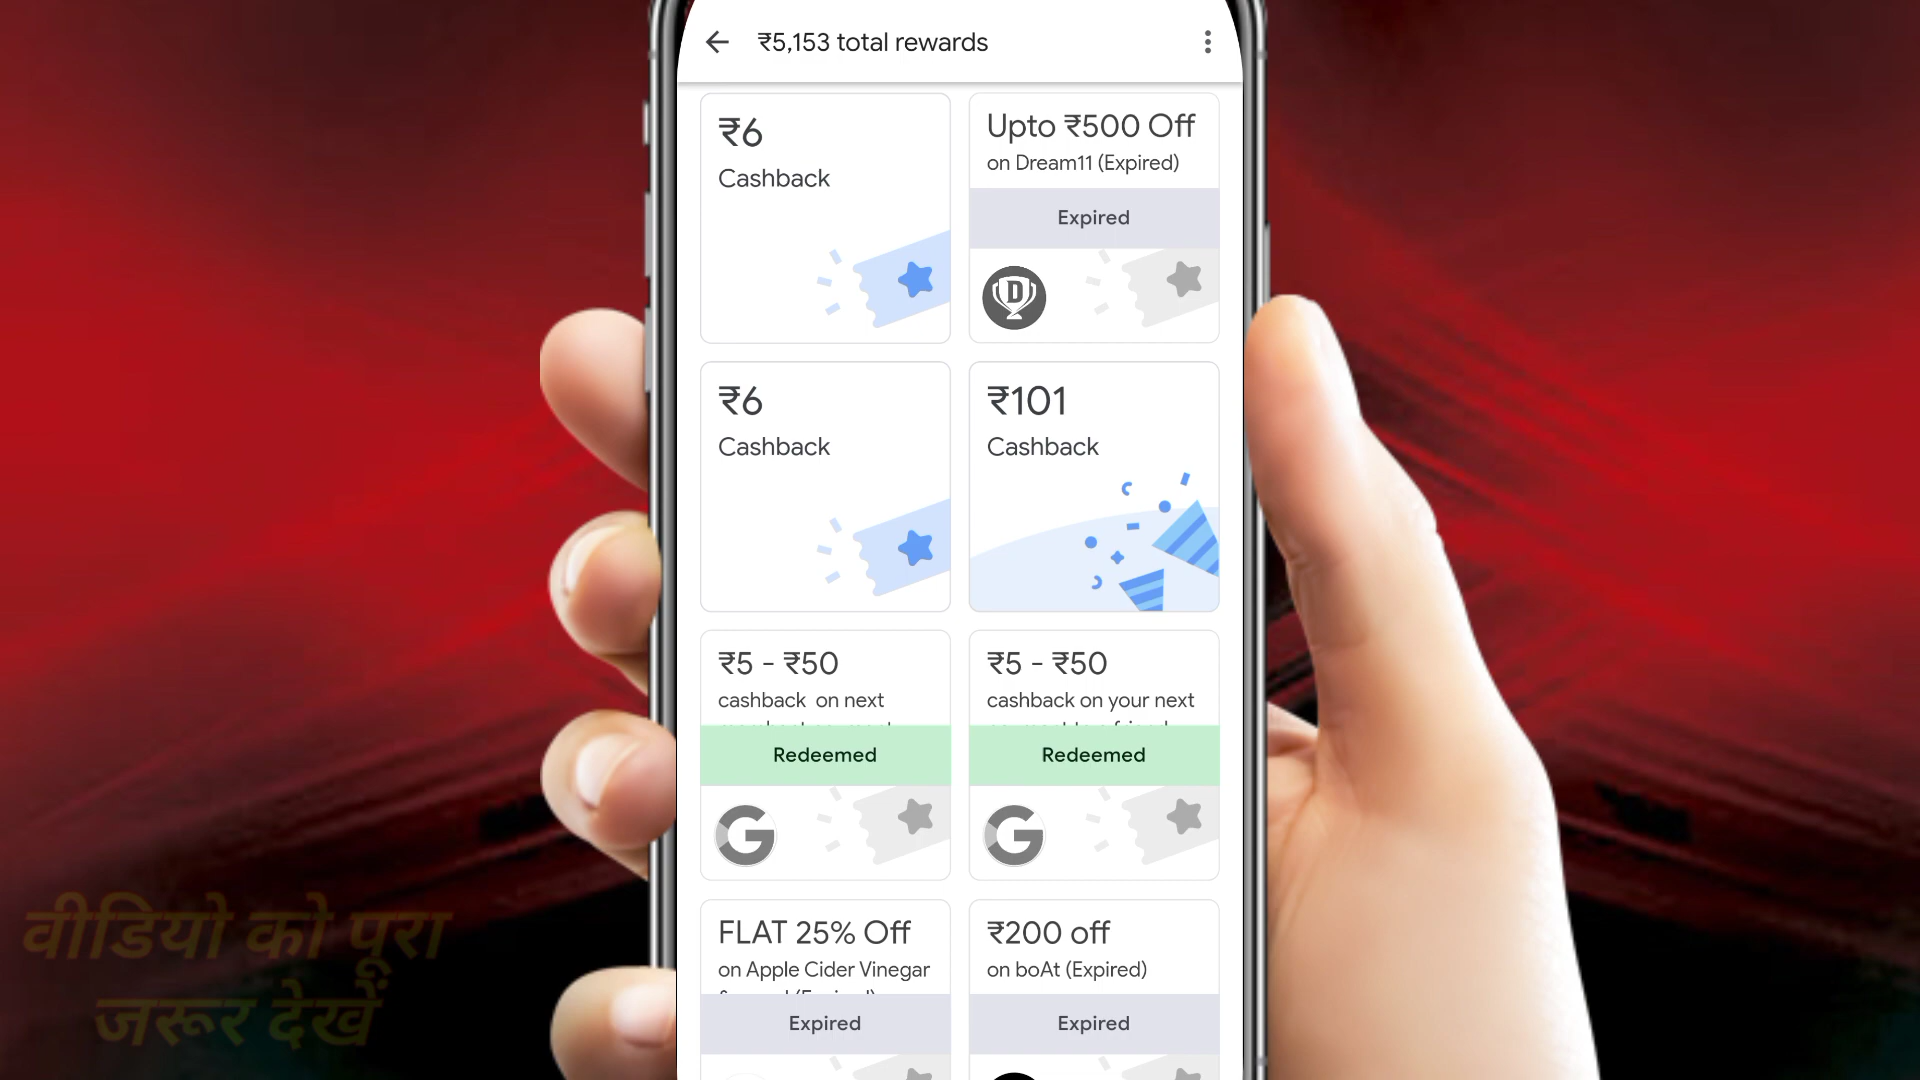 ₹5,153 total rewards
₹6
Cashback
Upto ₹500 Off
on Dream11 (Expired)
Expired
D
₹6
Cashback
₹101
Cashback
₹5 - ₹50
cashback on next
Redeemed
G
₹5 - ₹50
cashback on your next
Redeemed
G
FLAT 25% Off
on Apple Cider Vinegar
Expired
₹200 off
on boAt (Expired)
Expired
वीडियो को पूरा
जरूर देखें